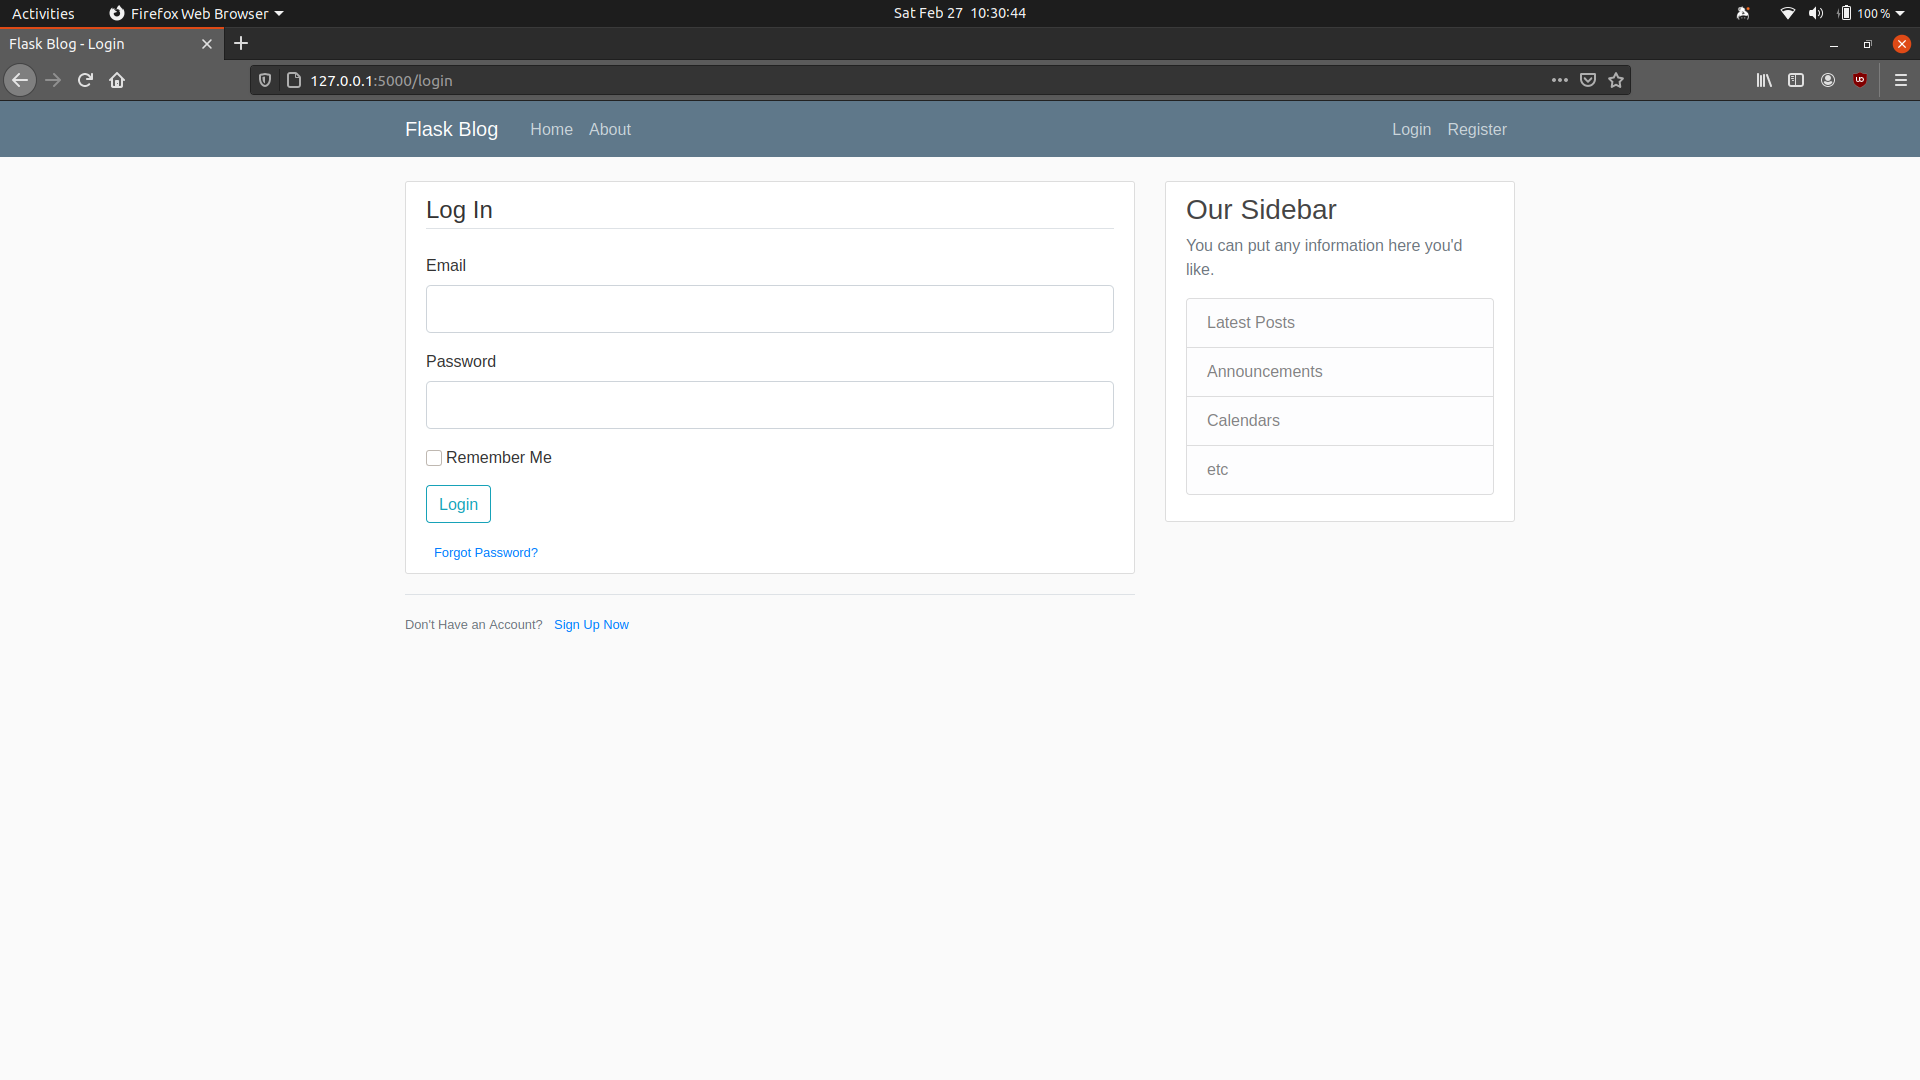 Activities
Firefox Web Browser
Sat Feb 27 10:30:44
100 %
Flask Blog - Login
127.0.0.1:5000/login
Flask Blog
Home
About
Login
Register
Log In
Email
Password
Remember Me
Login
Forgot Password?
Don't Have an Account? Sign Up Now
Our Sidebar
You can put any information here you'd
like.
Latest Posts
Announcements
Calendars
etc